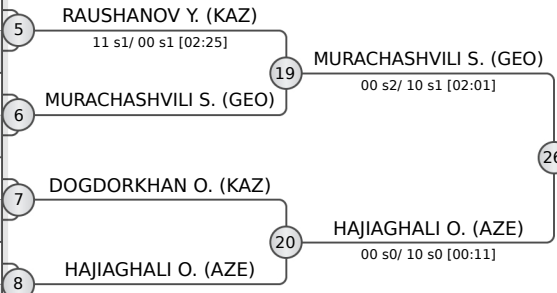 RAUSHANOV Y. (KAZ)
5
11 s1/ 00 s1 [02:25]
MURACHASHVILI S. (GEO)
19
00 s2/ 10 s1 [02:01]
MURACHASHVILI S. (GEO)
6
26
DOGDORKHAN O. (KAZ)
7
HAJIAGHALI O. (AZE)
20
00 s0/ 10 s0 [00:11]
HAJIAGHALI O. (AZE)
8